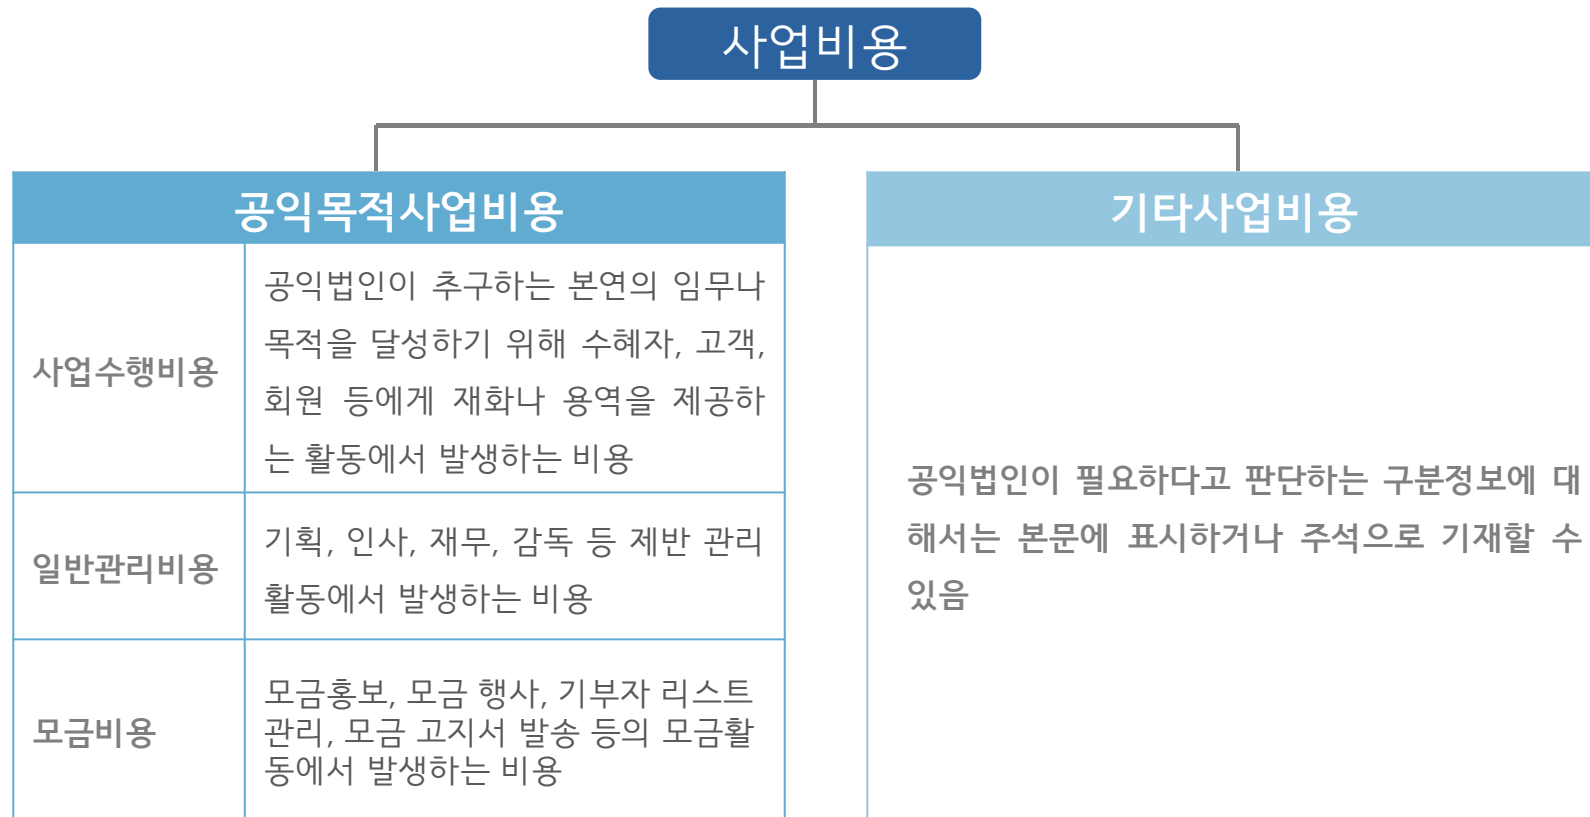 사업비용
공익목적사업비용
사업수행비용
공익법인이 추구하는 본연의 임무나
목적을 달성하기 위해 수혜자, 고객,
회원 등에게 재화나 용역을 제공하
는 활동에서 발생하는 비용
일반관리비용
기획, 인사, 재무, 감독 등 제반 관리
활동에서 발생하는 비용
모금비용
모금홍보, 모금 행사, 기부자 리스트
관리, 모금 고지서 발송 등의 모금활
동에서 발생하는 비용
기타사업비용
공익법인이 필요하다고 판단하는 구분정보에 대
해서는 본문에 표시하거나 주석으로 기재할 수
있음